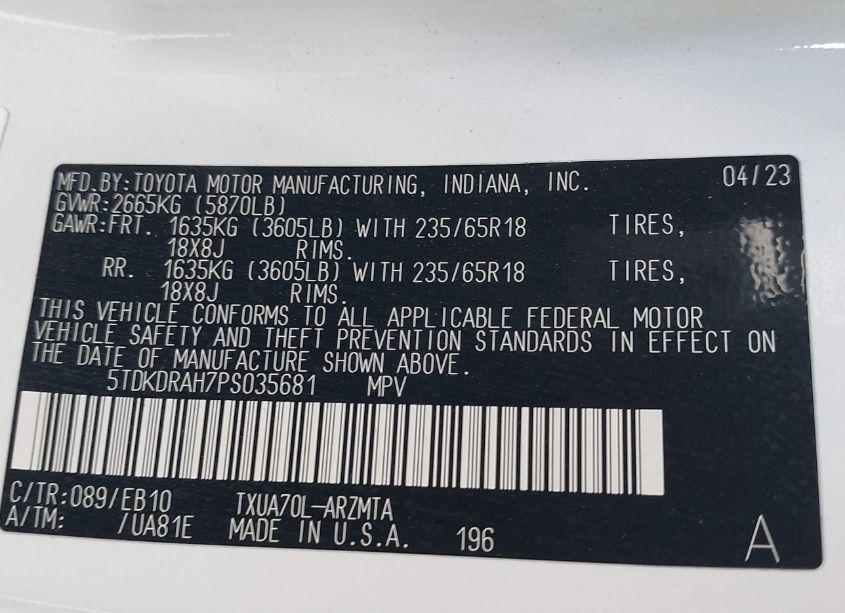 MFD.BY:TOYOTA MOTOR MANUFACTURING, INDIANA, INC. 04/23
GVWR:2665KG (5870LB)
GAWR:FRT. 1635KG (3605LB) WITH 235/65R18 TIRES,
18X8J RIMS.
RR. 1635KG (3605LB) WITH 235/65R18 TIRES,
18X8J RIMS.
THIS VEHICLE CONFORMS TO ALL APPLICABLE FEDERAL MOTOR
VEHICLE SAFETY AND THEFT PREVENTION STANDARDS IN EFFECT ON
THE DATE OF MANUFACTURE SHOWN ABOVE.
5TDKDRAH7PS035681 MPV
C/TR:089/EB10 TXUA70L-ARZMTA
A/TM: /UA81E MADE IN U.S.A. 196 A